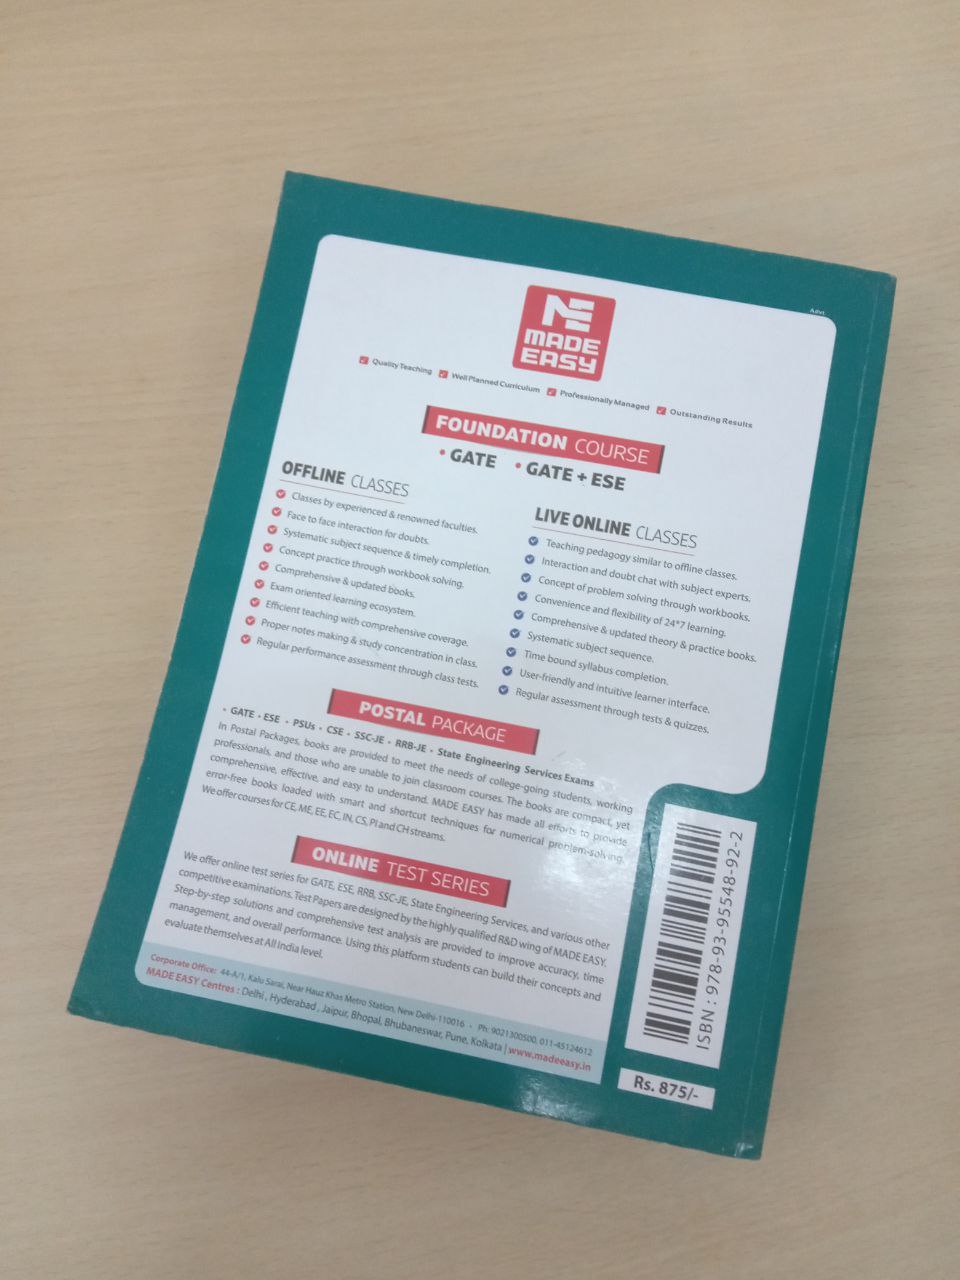 Advt.
ME
MADE
EASY
Quality Teaching Well Planned Curriculum Professionally Managed Outstanding Results
FOUNDATION COURSE
• GATE • GATE + ESE
OFFLINE CLASSES
Classes by experienced & renowned faculties.
Face to face interaction for doubts.
Systematic subject sequence & timely completion.
Concept practice through workbook solving.
Comprehensive & updated books.
Exam oriented learning ecosystem.
Efficient teaching with comprehensive coverage.
Proper notes making & study concentration in class.
Regular performance assessment through class tests.
LIVE ONLINE CLASSES
Teaching pedagogy similar to offline classes.
Interaction and doubt chat with subject experts.
Concept of problem solving through workbooks.
Convenience and flexibility of 24*7 learning.
Comprehensive & updated theory & practice books.
Systematic subject sequence.
Time bound syllabus completion.
User-friendly and intuitive learner interface.
Regular assessment through tests & quizzes.
POSTAL PACKAGE
• GATE • ESE • PSUs • CSE • SSC-JE • RRB-JE • State Engineering Services Exams
In Postal Packages, books are provided to meet the needs of college-going students, working
professionals, and those who are unable to join classroom courses. The books are compact, yet
comprehensive, effective, and easy to understand. MADE EASY has made all efforts to provide
error-free books loaded with smart and shortcut techniques for numerical problem-solving.
We offer courses for CE, ME, EE, EC, IN, CS, PI and CH streams.
ONLINE TEST SERIES
We offer online test series for GATE, ESE, RRB, SSC-JE, State Engineering Services, and various other
competitive examinations. Test Papers are designed by the highly qualified R&D wing of MADE EASY.
Step-by-step solutions and comprehensive test analysis are provided to improve accuracy, time
management, and overall performance. Using this platform students can build their concepts and
evaluate themselves at All India level.
Corporate Office: 44-A/1, Kalu Sarai, Near Hauz Khas Metro Station, New Delhi-110016 • Ph: 9021300500, 011-45124612
MADE EASY Centres : Delhi, Hyderabad, Jaipur, Bhopal, Bhubaneswar, Pune, Kolkata | www.madeeasy.in
ISBN : 978-93-95548-92-2
Rs. 875/-